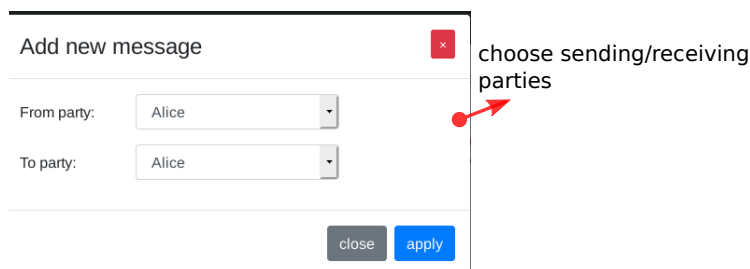 Add new message
×
choose sending/receiving
parties
From party: Alice
To party: Alice
close apply